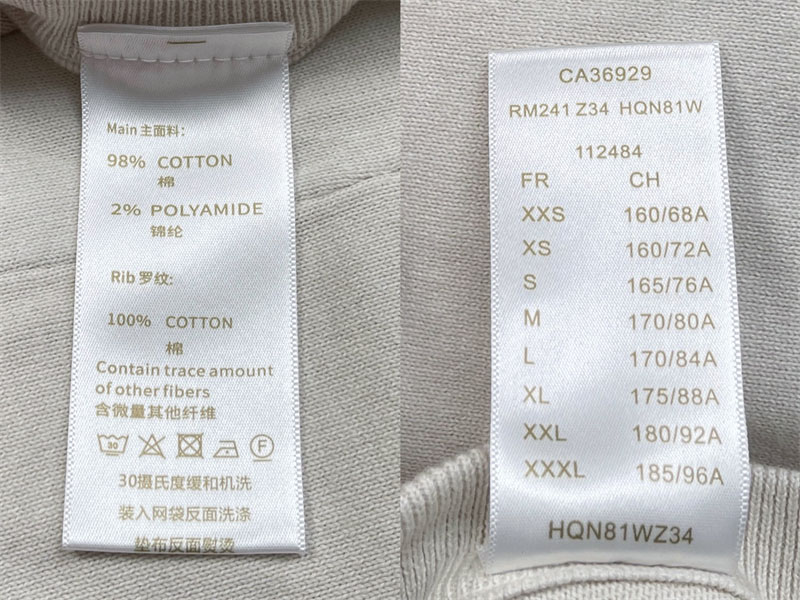 Main 主面料:
98% COTTON
棉
2% POLYAMIDE
锦纶
Rib 罗纹:
100% COTTON
棉
Contain trace amount
of other fibers
含微量其他纤维
30 F
30摄氏度缓和机洗
装入网袋反面洗涤
垫布反面熨烫
CA36929
RM241 Z34 HQN81W
112484
FR CH
XXS 160/68A
XS 160/72A
S 165/76A
M 170/80A
L 170/84A
XL 175/88A
XXL 180/92A
XXXL 185/96A
HQN81WZ34